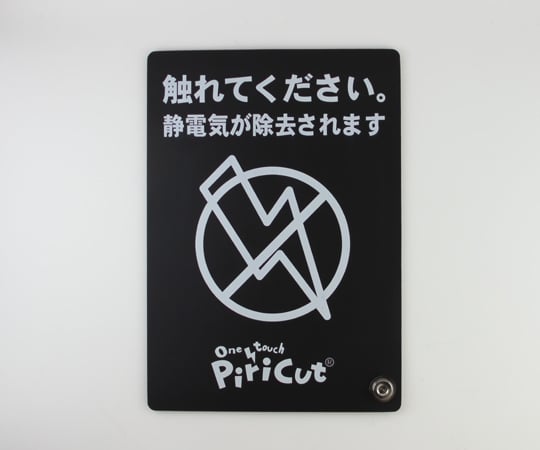 触れてください。
静電気が除去されます
One touch
PiriCut®